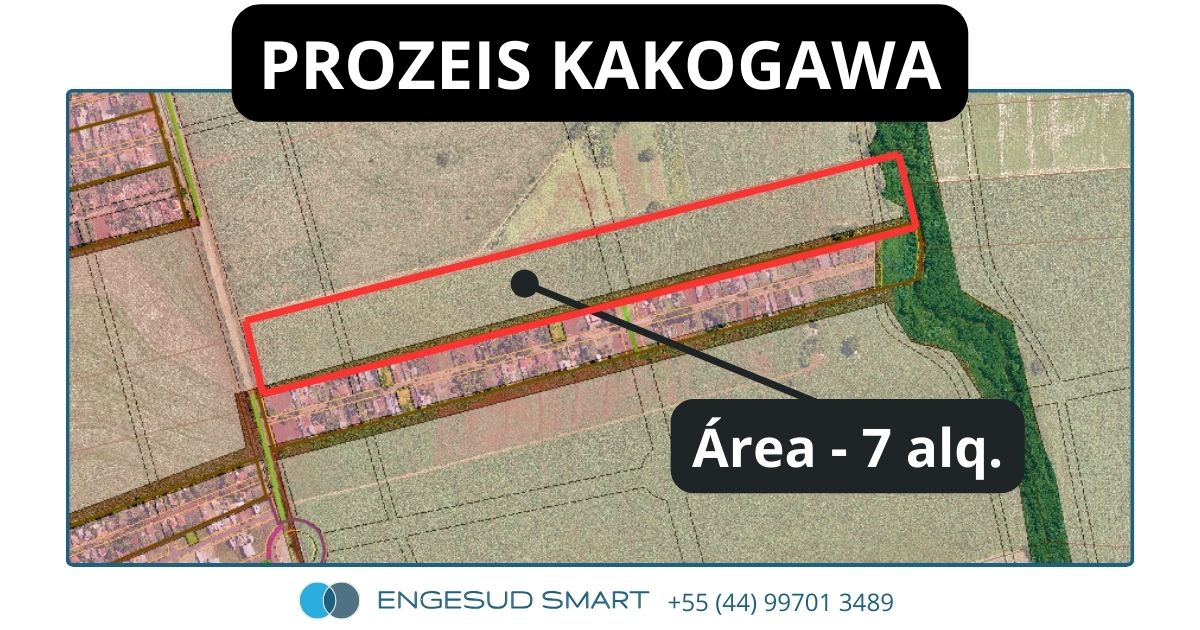 PROZEIS KAKOGAWA
Área - 7 alq.
ENGESUD SMART +55 (44) 99701 3489